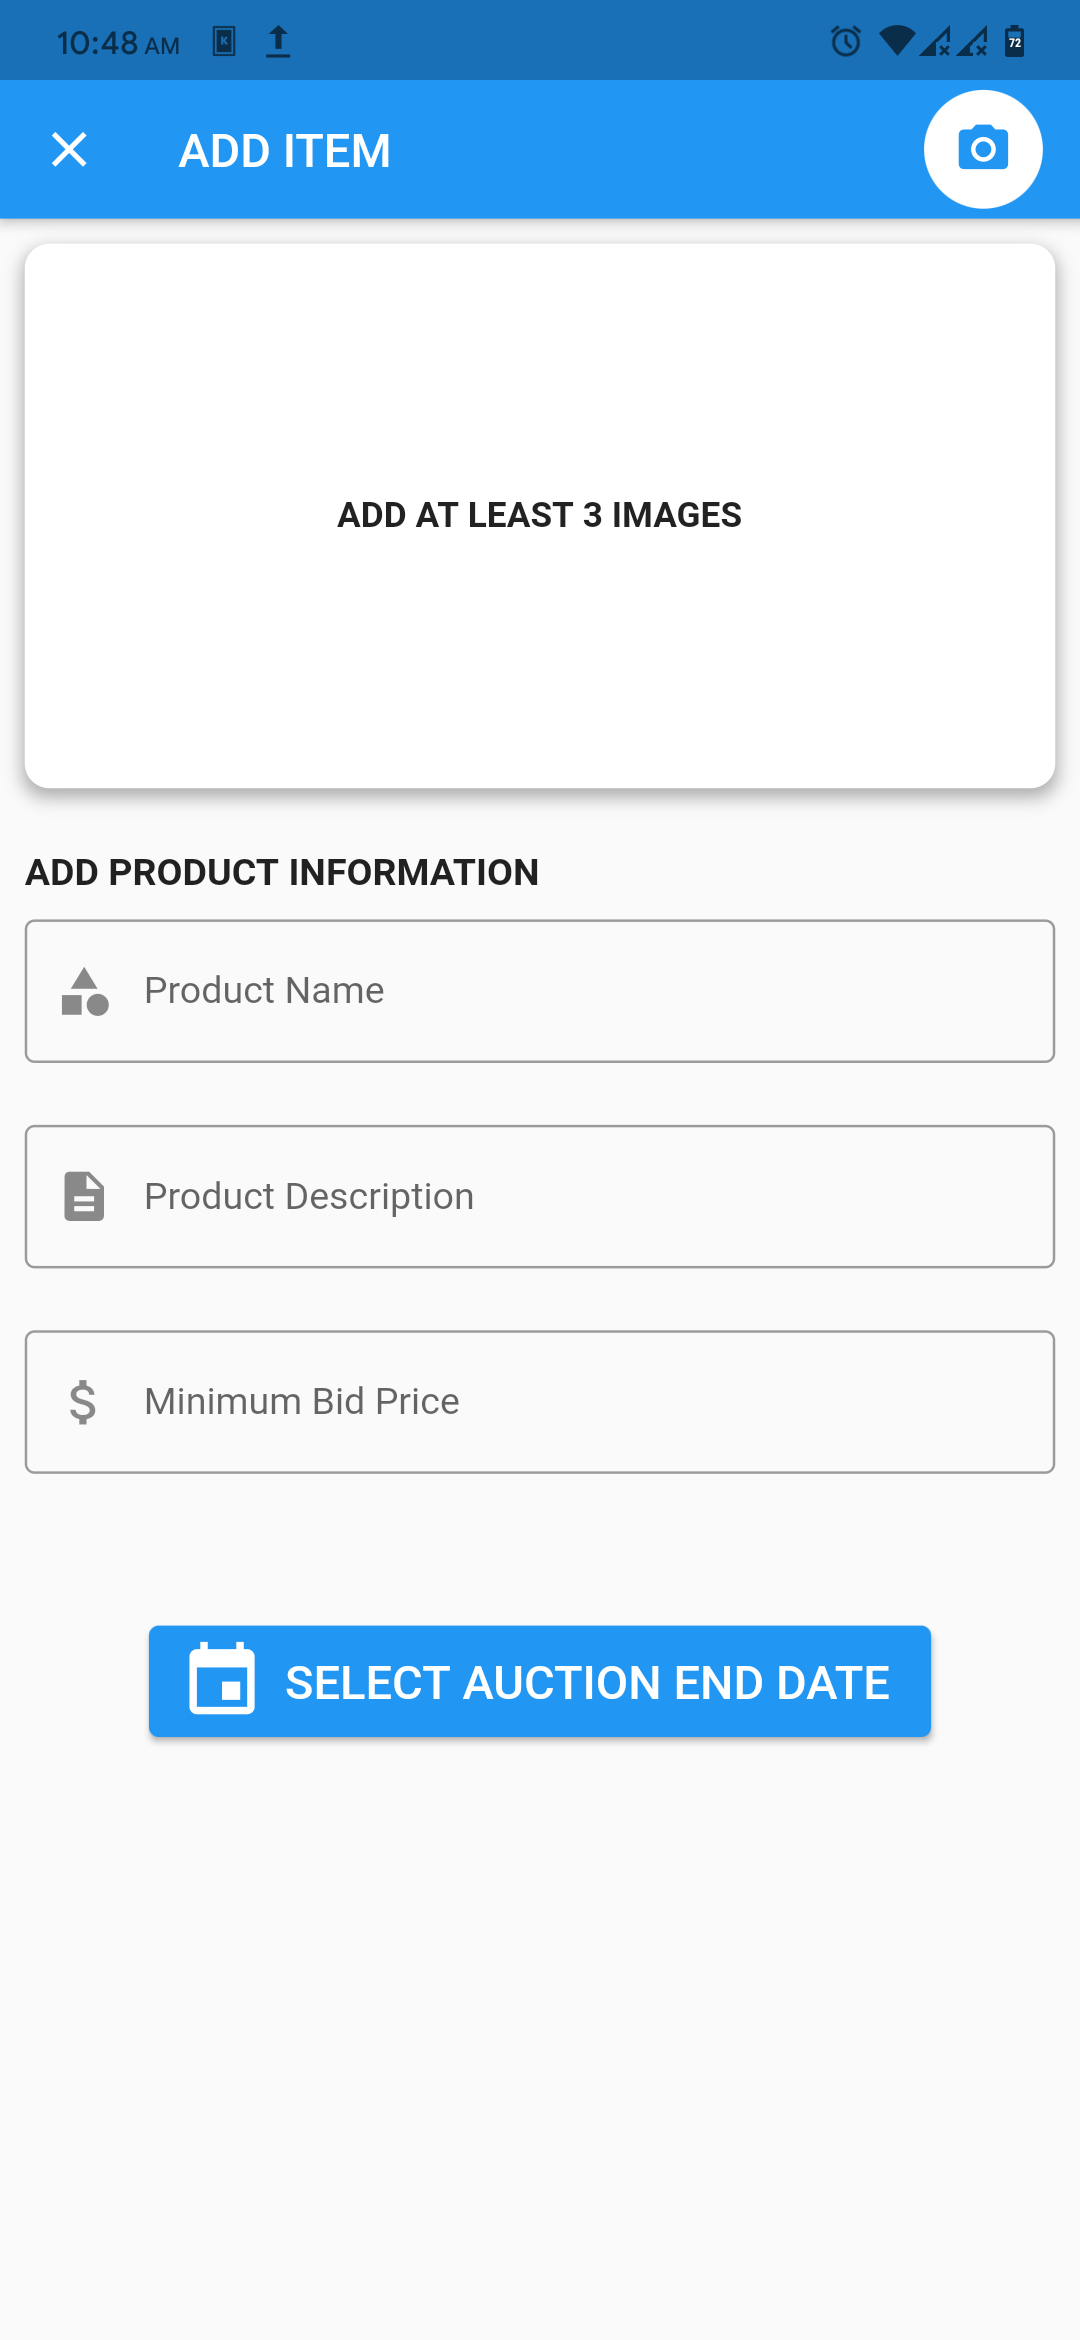 10:48 AM
K
72
ADD ITEM
ADD AT LEAST 3 IMAGES
ADD PRODUCT INFORMATION
Product Name
Product Description
$ Minimum Bid Price
SELECT AUCTION END DATE